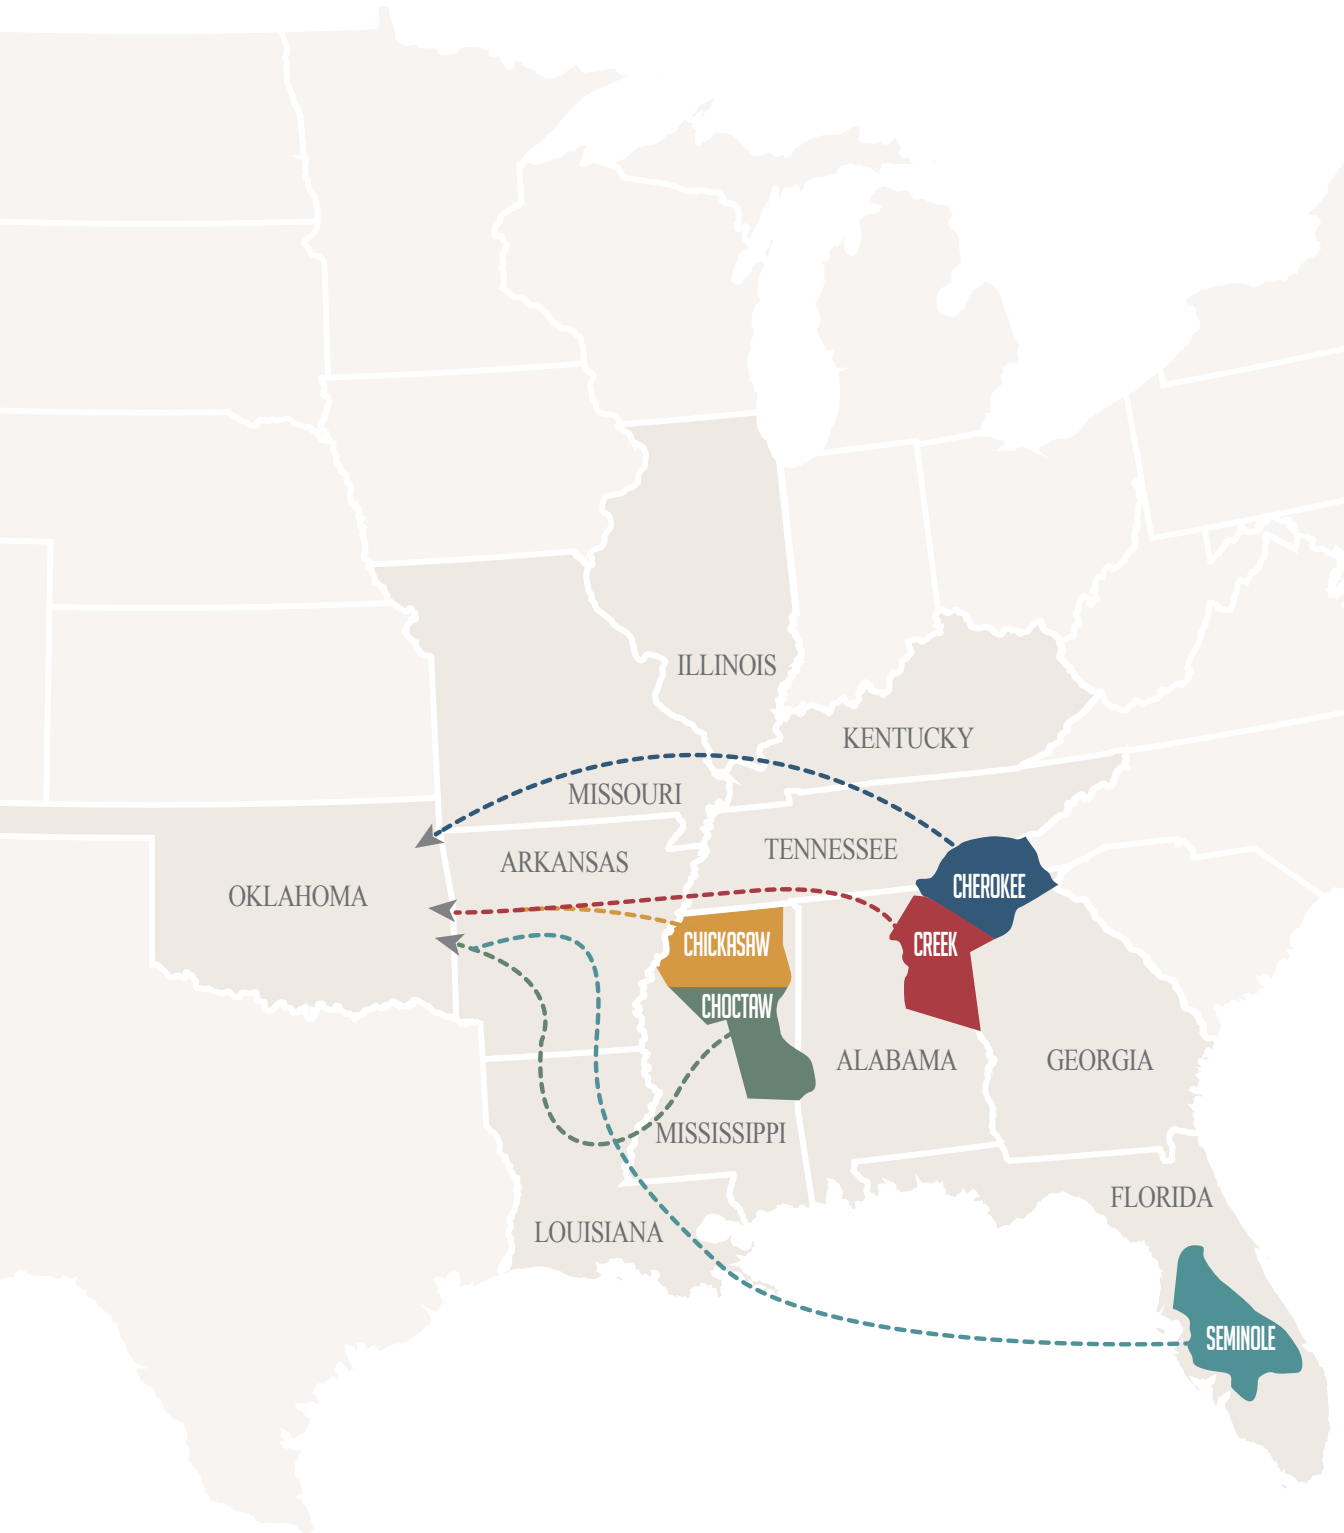 ILLINOIS
KENTUCKY
MISSOURI
TENNESSEE
ARKANSAS
OKLAHOMA
CHEROKEE
CHICKASAW
CREEK
CHOCTAW
ALABAMA
GEORGIA
MISSISSIPPI
FLORIDA
LOUISIANA
SEMINOLE